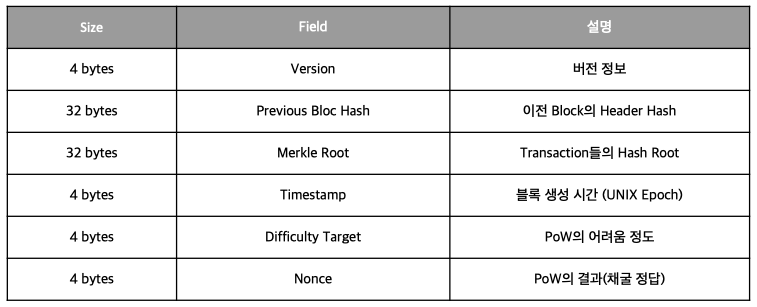 Size Field 설명
4 bytes Version 버전 정보
32 bytes Previous Bloc Hash 이전 Block의 Header Hash
32 bytes Merkle Root Transaction들의 Hash Root
4 bytes Timestamp 블록 생성 시간 (UNIX Epoch)
4 bytes Difficulty Target PoW의 어려움 정도
4 bytes Nonce PoW의 결과(채굴 정답)